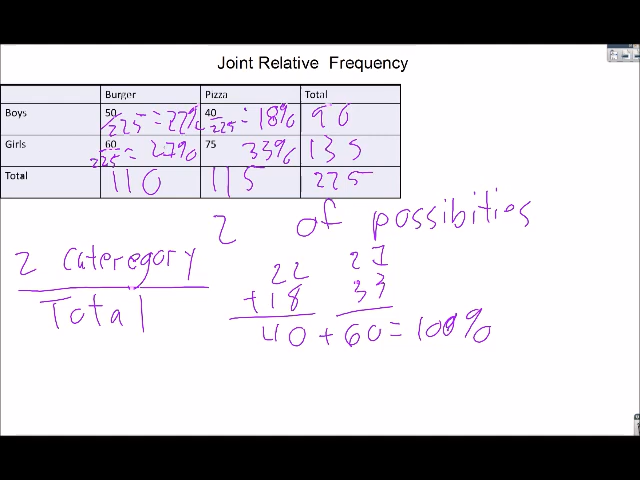 Joint Relative Frequency
Burger Pizza Total
Boys 50/225 = 22% 40/225 = 18% 90
Girls 60/225 = 27% 75 33% 135
Total 110 115 225
2 of possibities
2 cateregory
Total
22 27
+18 33
40 + 60 = 100%